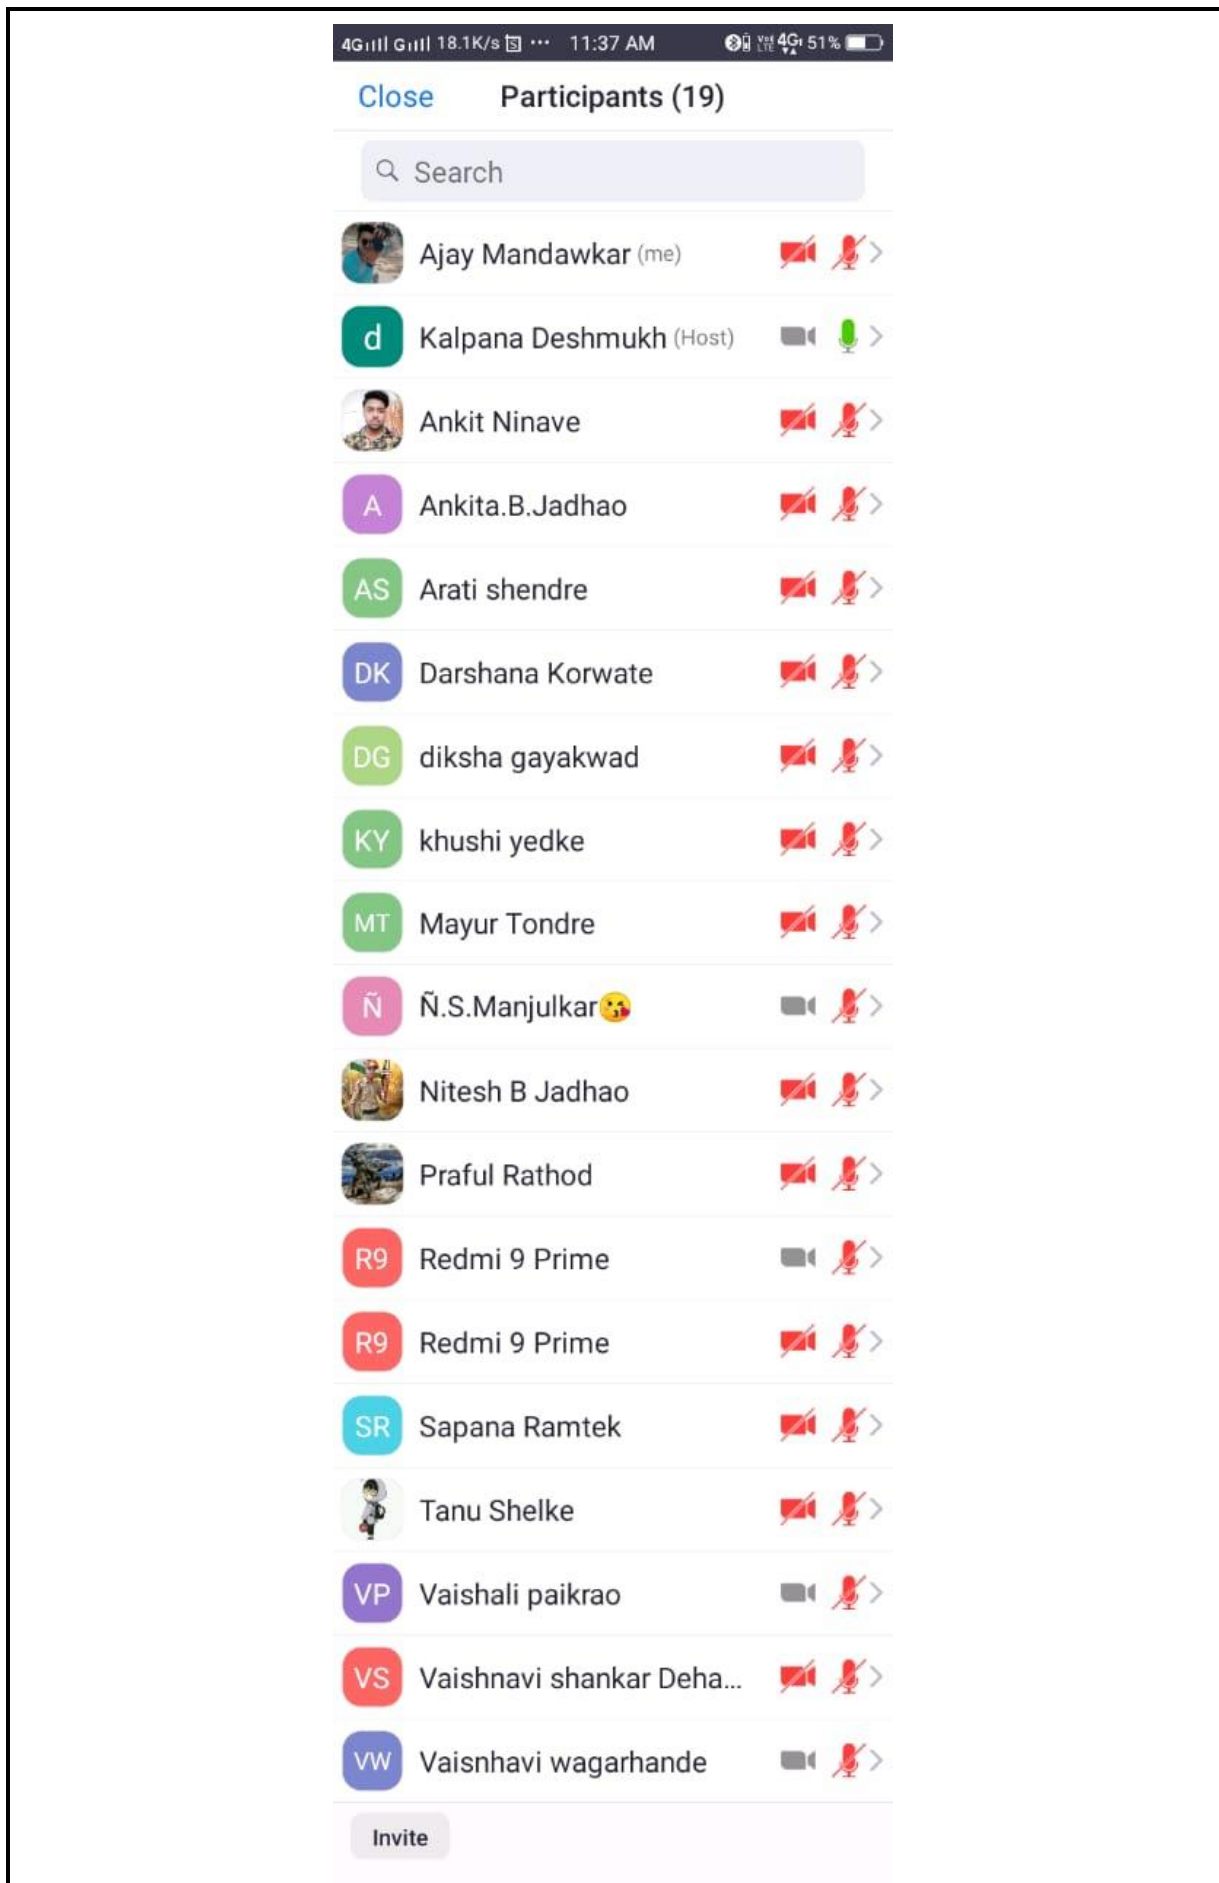 4G G 18.1K/s S ... 11:37 AM Vo) LTE 4G 51%
Close Participants (19)
Search
Ajay Mandawkar (me)
d Kalpana Deshmukh (Host)
Ankit Ninave
A Ankita.B.Jadhao
AS Arati shendre
DK Darshana Korwate
DG diksha gayakwad
KY khushi yedke
MT Mayur Tondre
Ñ Ñ.S.Manjulkar😘
Nitesh B Jadhao
Praful Rathod
R9 Redmi 9 Prime
R9 Redmi 9 Prime
SR Sapana Ramtek
Tanu Shelke
VP Vaishali paikrao
VS Vaishnavi shankar Deha...
VW Vaisnhavi wagarhande
Invite